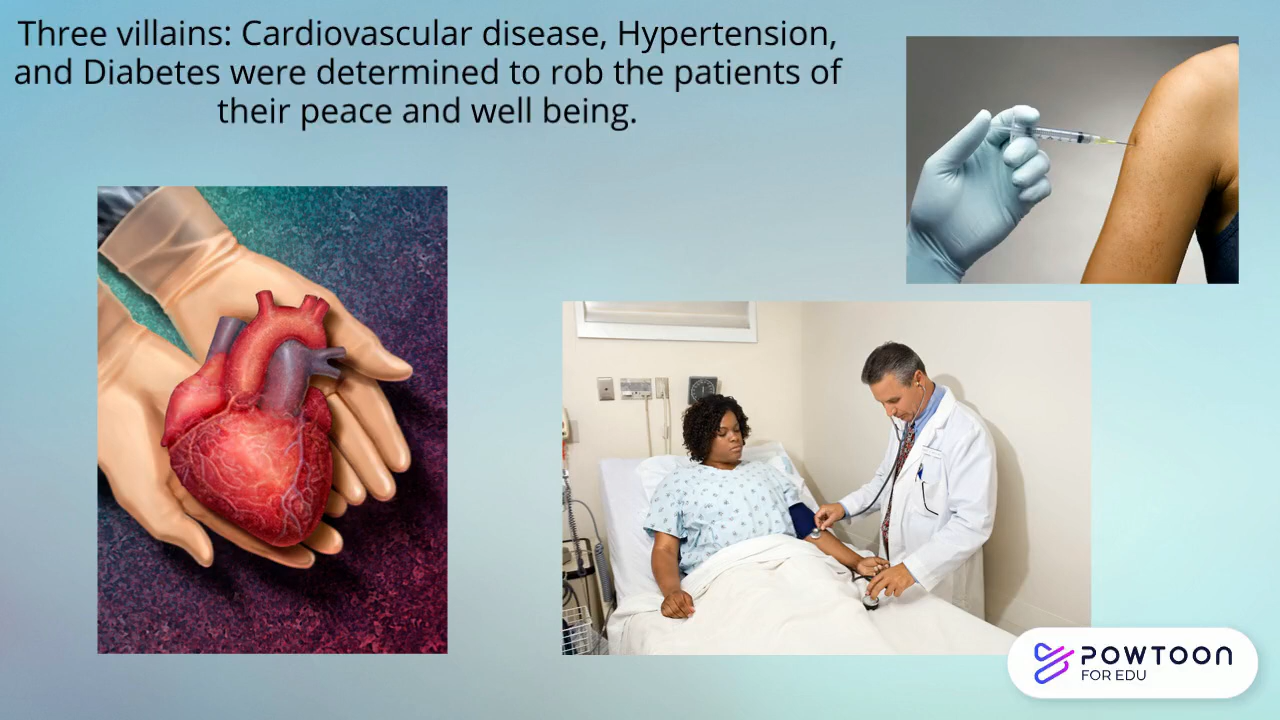 Three villains: Cardiovascular disease, Hypertension,
and Diabetes were determined to rob the patients of
their peace and well being.
POWTOON
FOR EDU